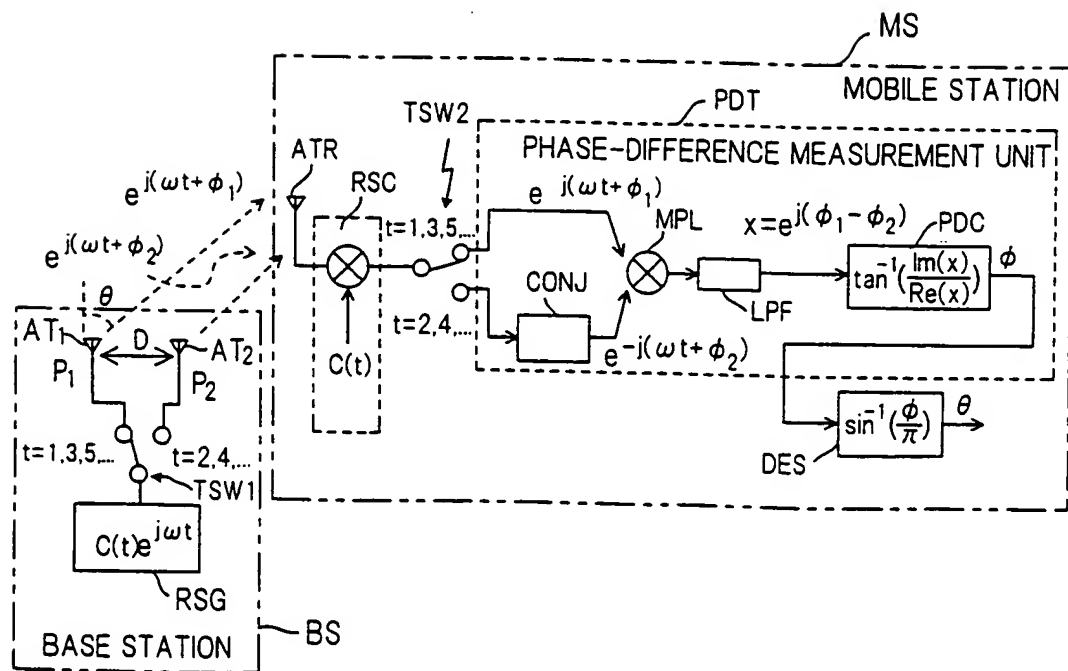 MS
MOBILE STATION
PDT
TSW2
PHASE-DIFFERENCE MEASUREMENT UNIT
ATR
RSC
e^{j(ωt+ϕ₁)}
e^{j(ωt+ϕ₁)}
MPL
x=e^{j(ϕ₁-ϕ₂)}
PDC
t=1,3,5,...
e^{j(ωt+ϕ₂)}
tan⁻¹(Im(x)/Re(x))
ϕ
CONJ
LPF
θ
t=2,4,...
e^{-j(ωt+ϕ₂)}
AT₁
D
AT₂
C(t)
P₁
P₂
sin⁻¹(ϕ/π)
θ
t=1,3,5,...
t=2,4,...
DES
TSW1
C(t)e^{jωt}
RSG
BASE STATION
BS